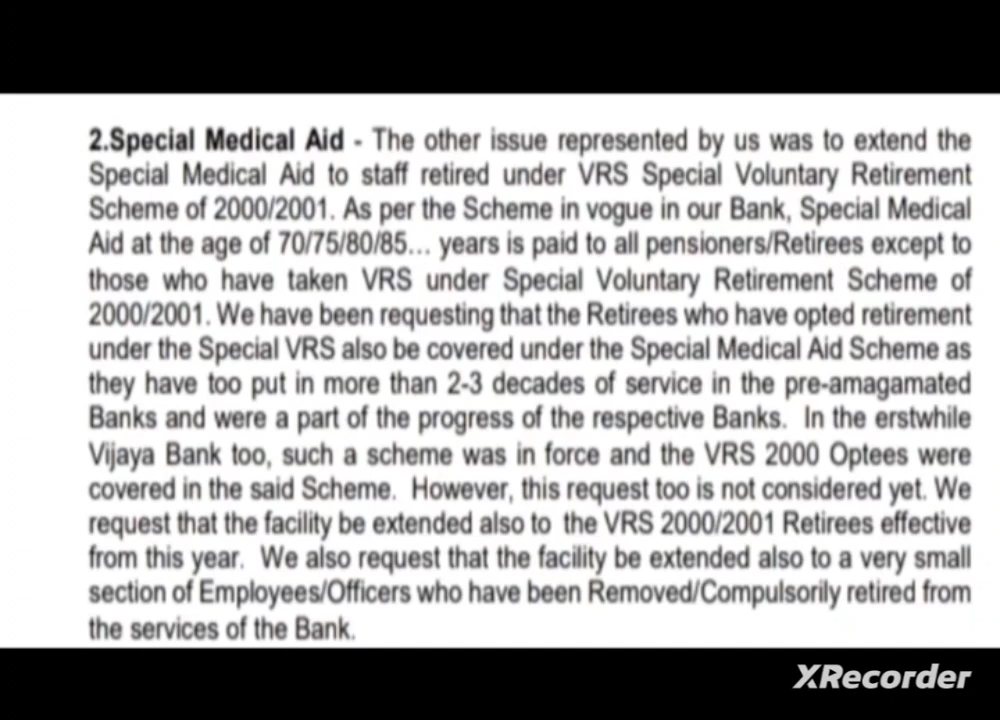 2.Special Medical Aid - The other issue represented by us was to extend the
Special Medical Aid to staff retired under VRS Special Voluntary Retirement
Scheme of 2000/2001. As per the Scheme in vogue in our Bank, Special Medical
Aid at the age of 70/75/80/85... years is paid to all pensioners/Retirees except to
those who have taken VRS under Special Voluntary Retirement Scheme of
2000/2001. We have been requesting that the Retirees who have opted retirement
under the Special VRS also be covered under the Special Medical Aid Scheme as
they have too put in more than 2-3 decades of service in the pre-amagamated
Banks and were a part of the progress of the respective Banks. In the erstwhile
Vijaya Bank too, such a scheme was in force and the VRS 2000 Optees were
covered in the said Scheme. However, this request too is not considered yet. We
request that the facility be extended also to the VRS 2000/2001 Retirees effective
from this year. We also request that the facility be extended also to a very small
section of Employees/Officers who have been Removed/Compulsorily retired from
the services of the Bank.
XRecorder